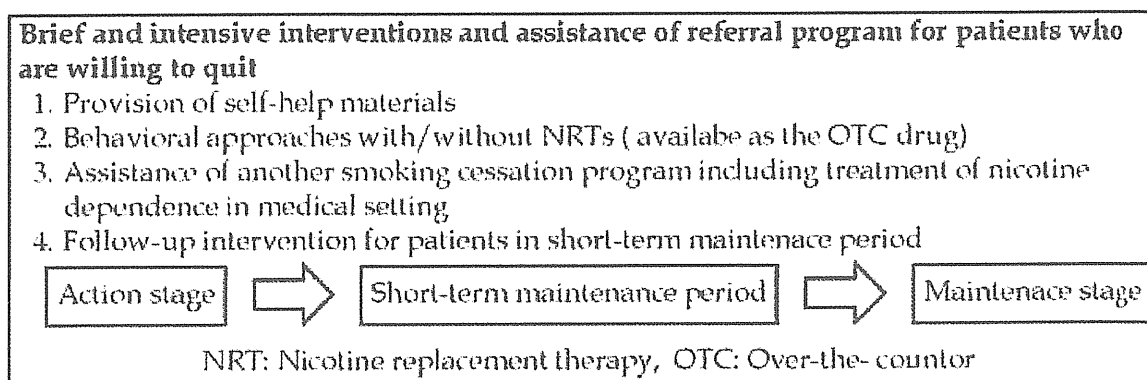 Brief and intensive interventions and assistance of referral program for patients who
are willing to quit
1. Provision of self-help materials
2. Behavioral approaches with/without NRTs ( availabe as the OTC drug)
3. Assistance of another smoking cessation program including treatment of nicotine
dependence in medical setting
4. Follow-up intervention for patients in short-term maintenace period
Action stage
Short-term maintenance period
Maintenace stage
NRT: Nicotine replacement therapy, OTC: Over-the- countor